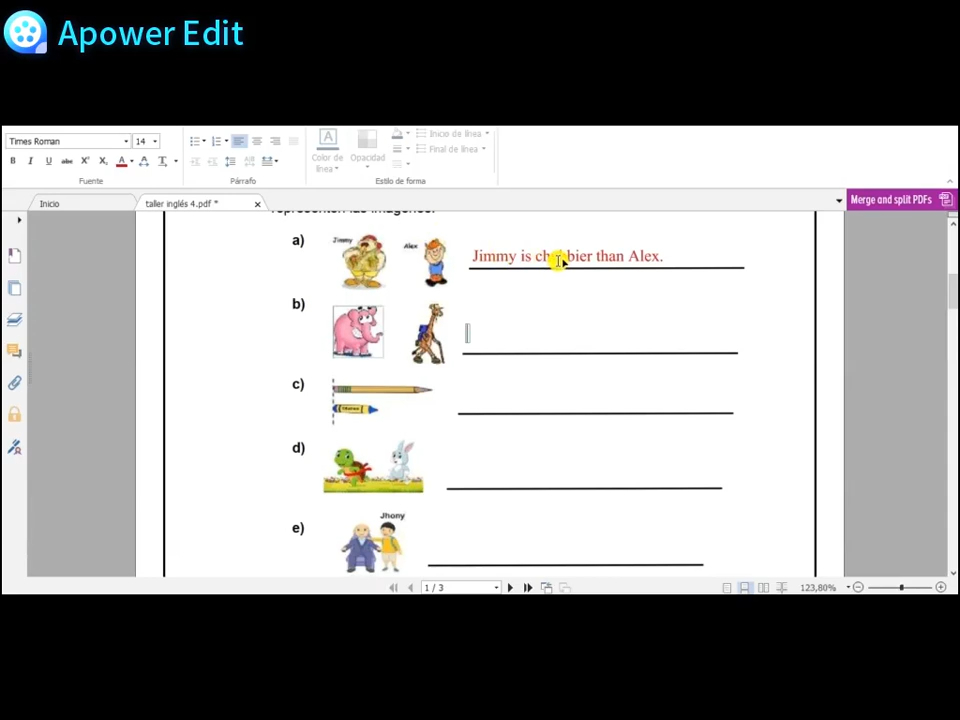 Apower Edit
Times Roman
14
Fuente
Párrafo
Color de línea
Opacidad
Inicio de línea
Final de línea
Estilo de forma
Inicio
taller inglés 4.pdf *
Merge and split PDFs
a)
Jimmy
Alex
Jimmy is chubbier than Alex.
b)
c)
d)
e)
Jhony
1 / 3
123,80%